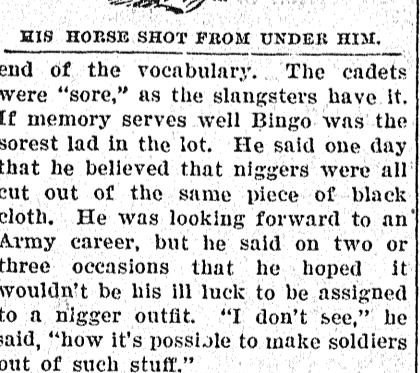 HIS HORSE SHOT FROM UNDER HIM.
end of the vocabulary. The cadets
were "sore," as the slangsters have it.
If memory serves well Bingo was the
sorest lad in the lot. He said one day
that he believed that niggers were all
cut out of the same piece of black
cloth. He was looking forward to an
Army career, but he said on two or
three occasions that he hoped it
wouldn't be his ill luck to be assigned
to a nigger outfit. "I don't see," he
said, "how it's possible to make soldiers
out of such stuff."